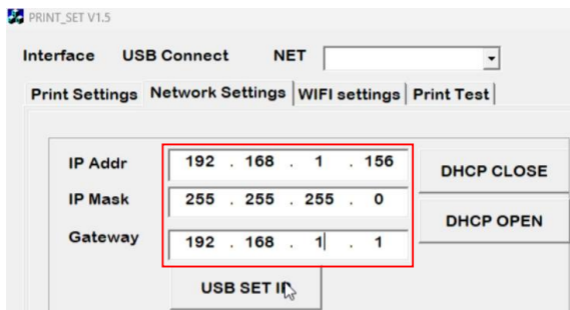 PRINT_SET V1.5
Interface USB Connect NET
Print Settings Network Settings WIFI settings Print Test
IP Addr 192 . 168 . 1 . 156 DHCP CLOSE
IP Mask 255 . 255 . 255 . 0
DHCP OPEN
Gateway 192 . 168 . 1 . 1
USB SET IP